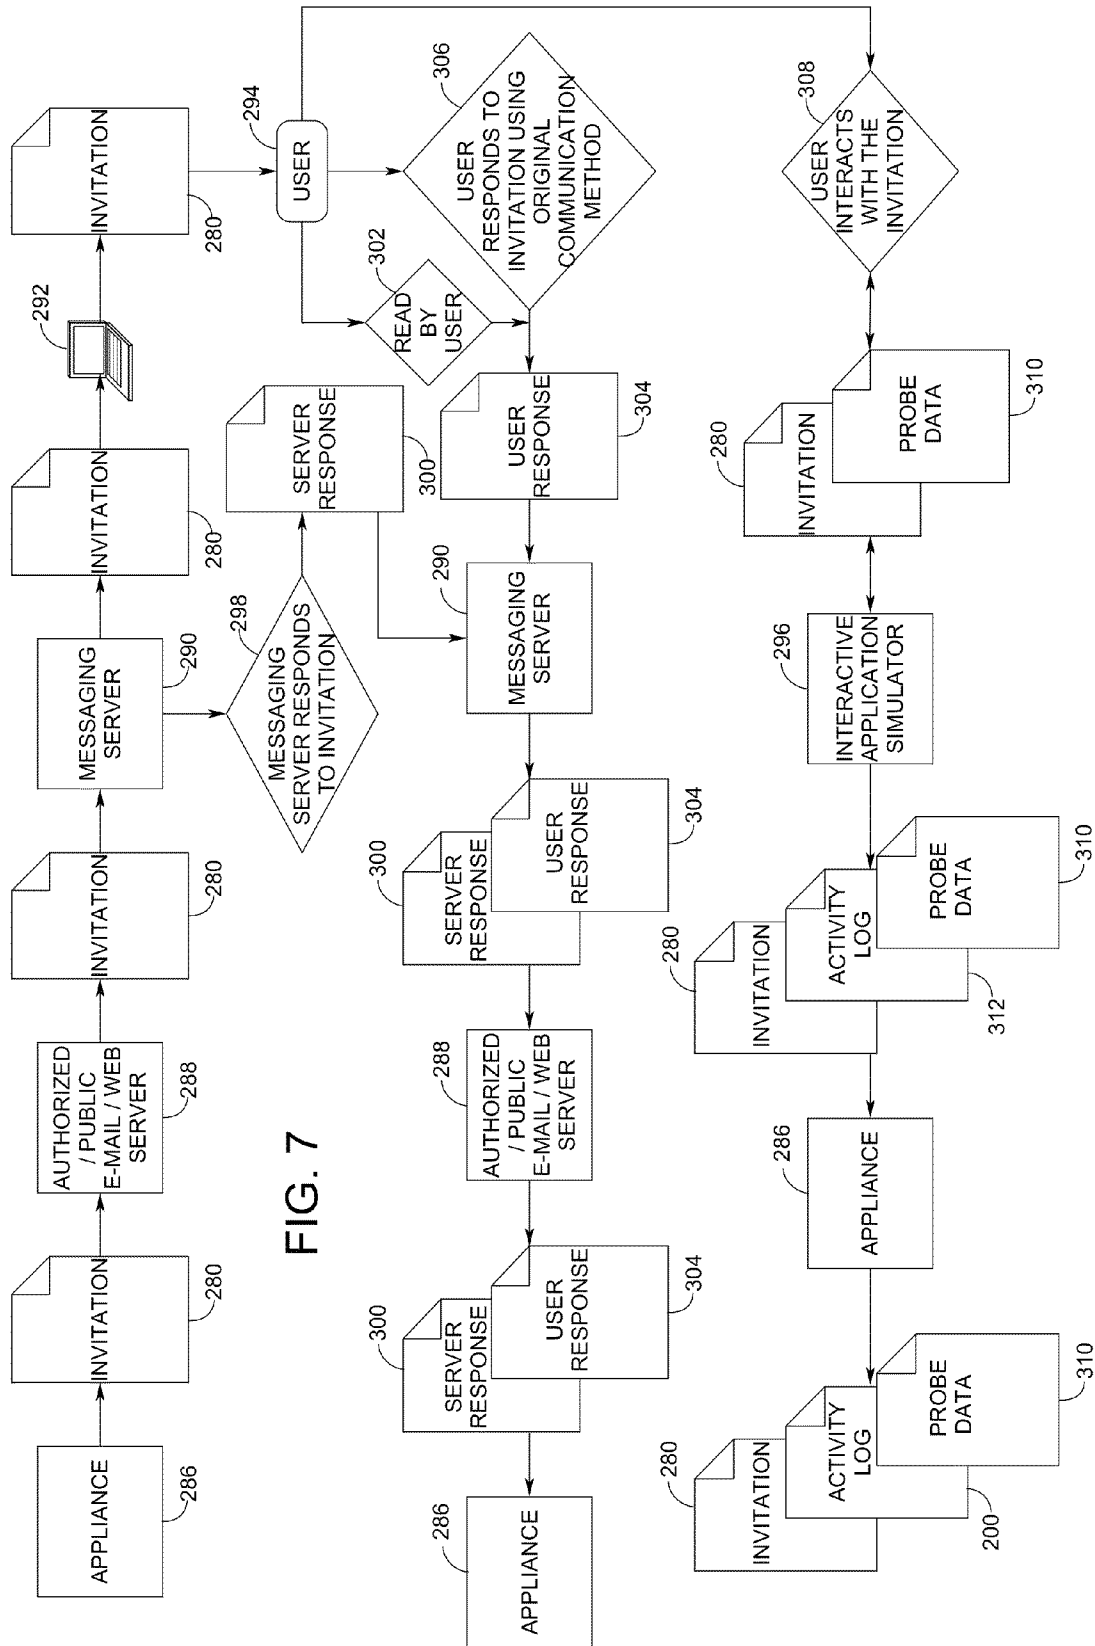 APPLIANCE
286
INVITATION
280
AUTHORIZED
/ PUBLIC
E-MAIL / WEB
SERVER
288
INVITATION
280
MESSAGING
SERVER
290
INVITATION
280
292
INVITATION
280
MESSAGING
SERVER RESPONDS
TO INVITATION
298
SERVER
RESPONSE
300
USER
294
READ
BY
USER
302
USER
RESPONDS TO
INVITATION USING
ORIGINAL
COMMUNICATION
METHOD
306
FIG. 7
APPLIANCE
286
SERVER
RESPONSE
300
USER
RESPONSE
304
AUTHORIZED
/ PUBLIC
E-MAIL / WEB
SERVER
288
SERVER
RESPONSE
300
USER
RESPONSE
304
MESSAGING
SERVER
290
USER
RESPONSE
304
INVITATION
280
ACTIVITY
LOG
200
PROBE
DATA
310
APPLIANCE
286
INVITATION
280
ACTIVITY
LOG
312
PROBE
DATA
310
INTERACTIVE
APPLICATION
SIMULATOR
296
INVITATION
280
PROBE
DATA
310
USER
INTERACTS
WITH THE
INVITATION
308